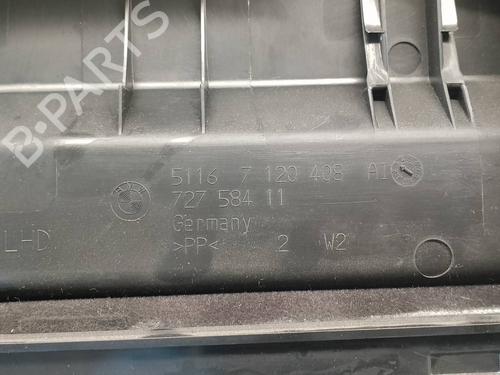 B-PARTS
5116 7 120 408 AI
727 584 11
Germany
LHD
>PP< 2 W2